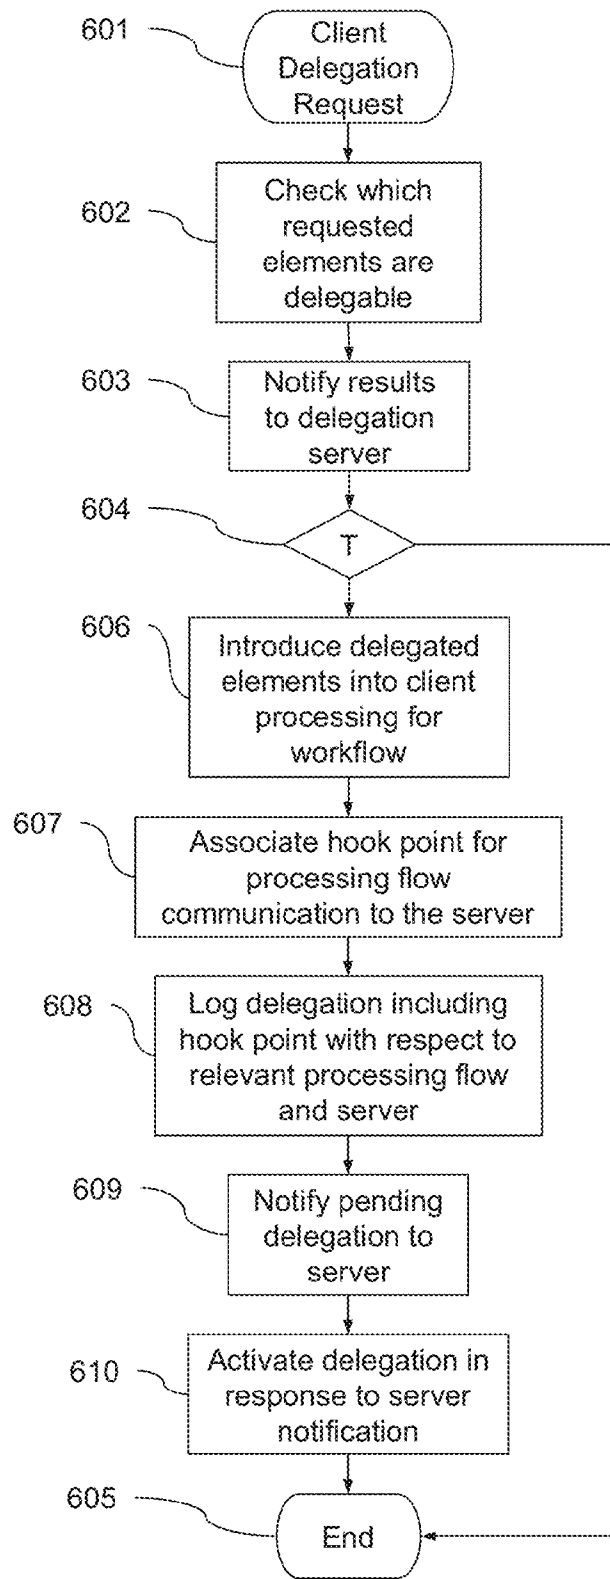 601
Client
Delegation
Request
602
Check which
requested
elements are
delegable
603
Notify results
to delegation
server
604
T
606
Introduce delegated
elements into client
processing for
workflow
607
Associate hook point for
processing flow
communication to the server
608
Log delegation including
hook point with respect to
relevant processing flow
and server
609
Notify pending
delegation to
server
610
Activate delegation in
response to server
notification
605
End